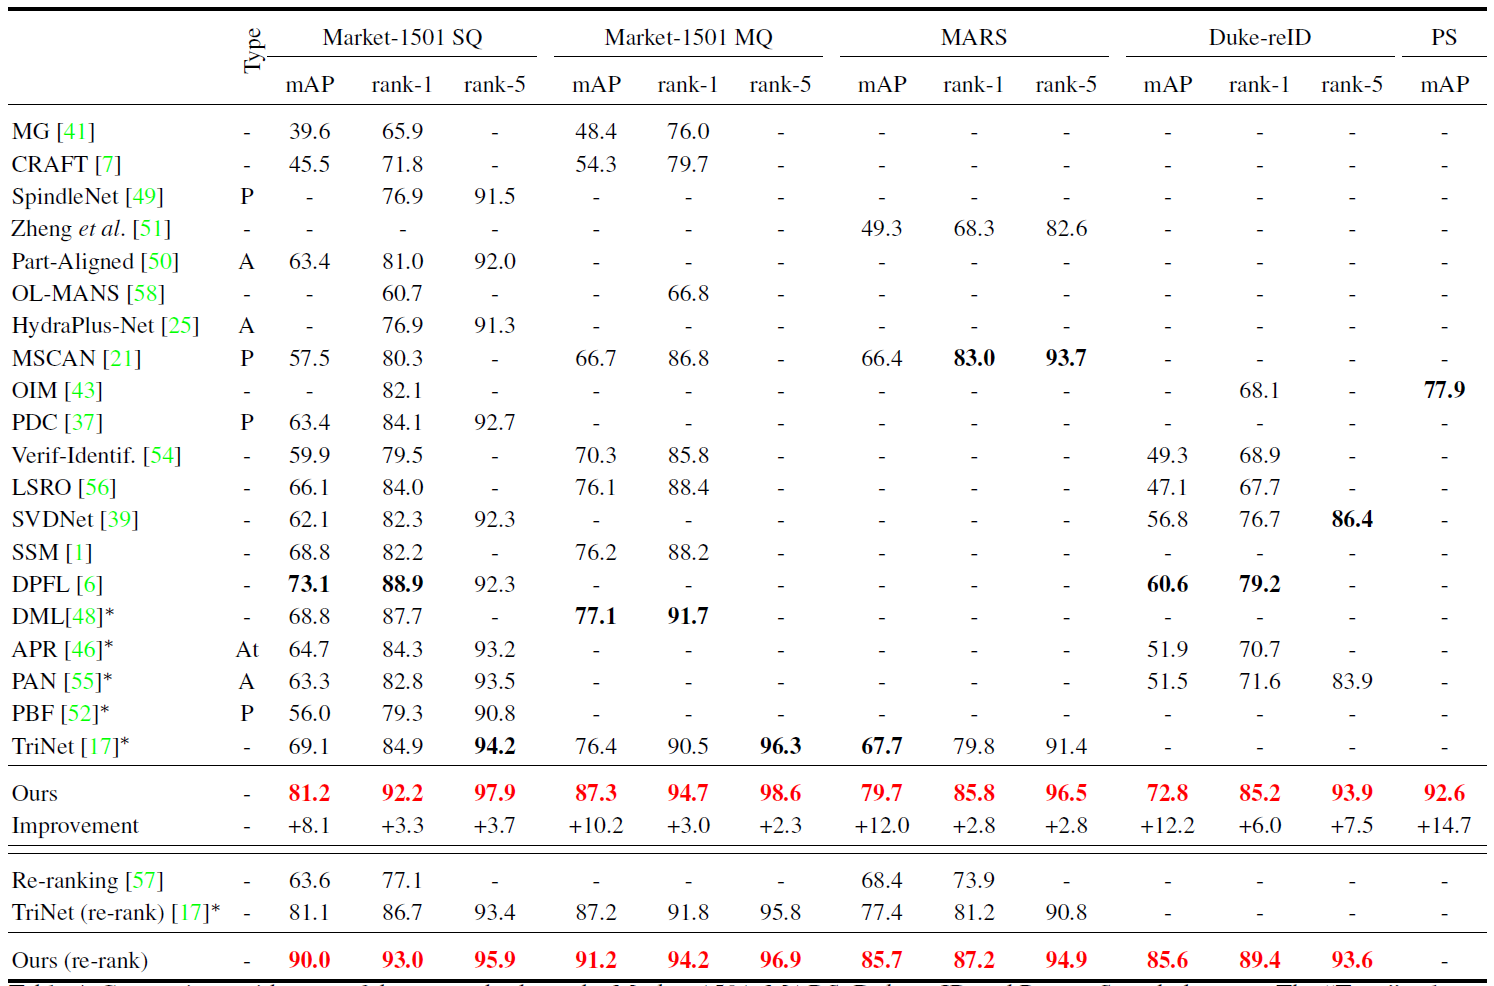 Type Market-1501 SQ Market-1501 MQ MARS Duke-reID PS
mAP rank-1 rank-5 mAP rank-1 rank-5 mAP rank-1 rank-5 mAP rank-1 rank-5 mAP
MG [41] - 39.6 65.9 - 48.4 76.0 - - - - - - - -
CRAFT [7] - 45.5 71.8 - 54.3 79.7 - - - - - - - -
SpindleNet [49] P - 76.9 91.5 - - - - - - - - - -
Zheng et al. [51] - - - - - - - 49.3 68.3 82.6 - - - -
Part-Aligned [50] A 63.4 81.0 92.0 - - - - - - - - - -
OL-MANS [58] - - 60.7 - - 66.8 - - - - - - - -
HydraPlus-Net [25] A - 76.9 91.3 - - - - - - - - - -
MSCAN [21] P 57.5 80.3 - 66.7 86.8 - 66.4 83.0 93.7 - - - -
OIM [43] - - 82.1 - - - - - - - - 68.1 - 77.9
PDC [37] P 63.4 84.1 92.7 - - - - - - - - - -
Verif-Identif. [54] - 59.9 79.5 - 70.3 85.8 - - - - 49.3 68.9 - -
LSRO [56] - 66.1 84.0 - 76.1 88.4 - - - - 47.1 67.7 - -
SVDNet [39] - 62.1 82.3 92.3 - - - - - - 56.8 76.7 86.4 -
SSM [1] - 68.8 82.2 - 76.2 88.2 - - - - - - - -
DPFL [6] - 73.1 88.9 92.3 - - - - - - 60.6 79.2 - -
DML[48]* - 68.8 87.7 - 77.1 91.7 - - - - - - - -
APR [46]* At 64.7 84.3 93.2 - - - - - - 51.9 70.7 - -
PAN [55]* A 63.3 82.8 93.5 - - - - - - 51.5 71.6 83.9 -
PBF [52]* P 56.0 79.3 90.8 - - - - - - - - - -
TriNet [17]* - 69.1 84.9 94.2 76.4 90.5 96.3 67.7 79.8 91.4 - - - -
Ours - 81.2 92.2 97.9 87.3 94.7 98.6 79.7 85.8 96.5 72.8 85.2 93.9 92.6
Improvement - +8.1 +3.3 +3.7 +10.2 +3.0 +2.3 +12.0 +2.8 +2.8 +12.2 +6.0 +7.5 +14.7
Re-ranking [57] - 63.6 77.1 - - - - 68.4 73.9 - - - - -
TriNet (re-rank) [17]* - 81.1 86.7 93.4 87.2 91.8 95.8 77.4 81.2 90.8 - - - -
Ours (re-rank) - 90.0 93.0 95.9 91.2 94.2 96.9 85.7 87.2 94.9 85.6 89.4 93.6 -